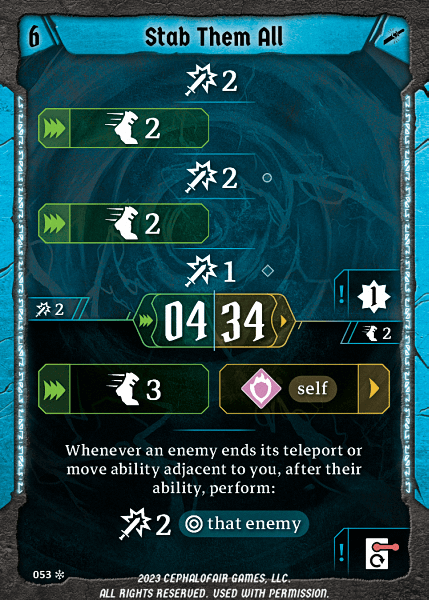 6
Stab Them All
2
2
2
2
1
1
2
04 34
2
3
self
Whenever an enemy ends its teleport or
move ability adjacent to you, after their
ability, perform:
2 that enemy
053
2023 CEPHALOFAIR GAMES, LLC.
ALL RIGHTS RESERVED. USED WITH PERMISSION.